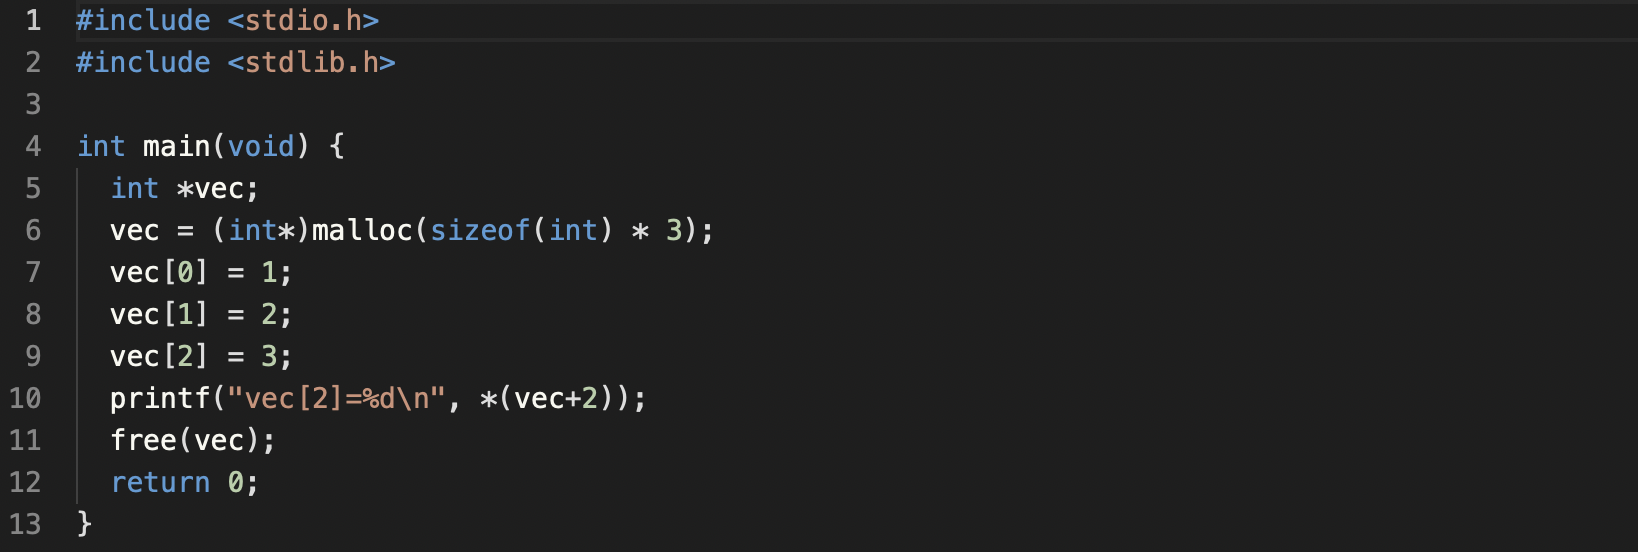 1 #include <stdio.h>
2 #include <stdlib.h>
3
4 int main(void) {
5   int *vec;
6   vec = (int*)malloc(sizeof(int) * 3);
7   vec[0] = 1;
8   vec[1] = 2;
9   vec[2] = 3;
10   printf("vec[2]=%d\n", *(vec+2));
11   free(vec);
12   return 0;
13 }